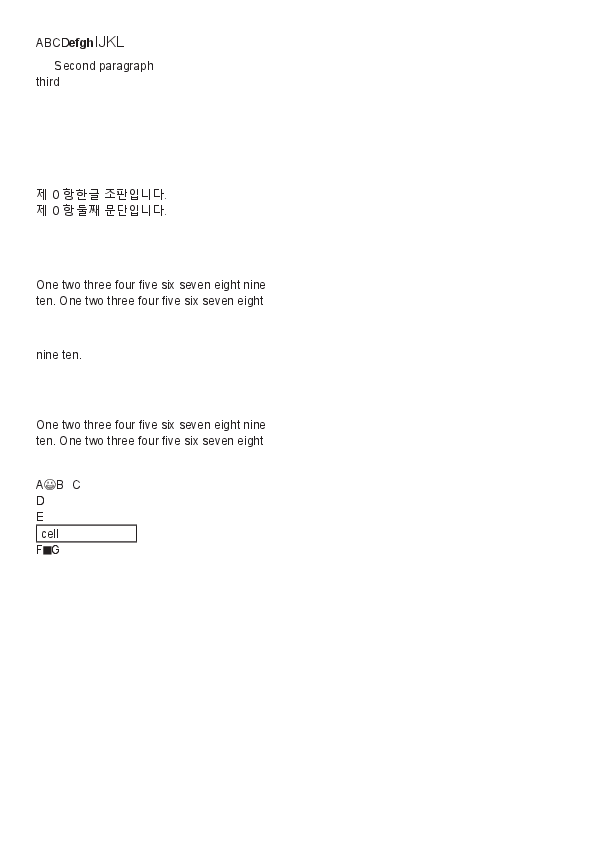 ABCDefghIJKL
Second paragraph
third
제 0 항한글 조판입니다.
제 0 항둘째 문단입니다.
One two three four five six seven eight nine
ten. One two three four five six seven eight
nine ten.
One two three four five six seven eight nine
ten. One two three four five six seven eight
A😀B C
D
E
cell
F■G